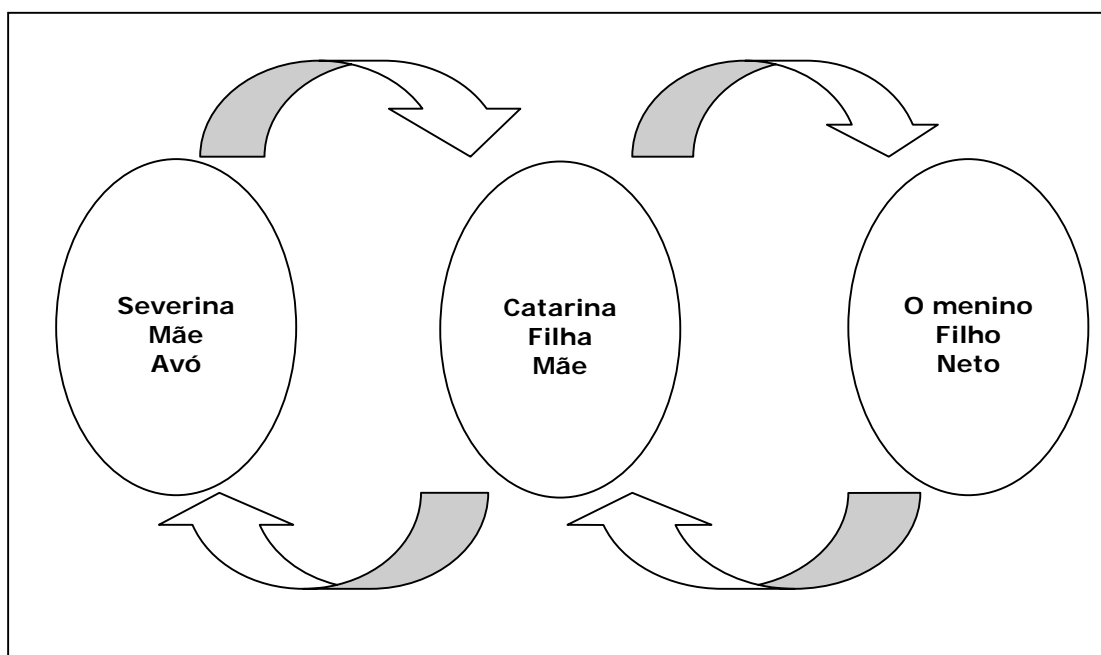 Severina
Mãe
Avó
Catarina
Filha
Mãe
O menino
Filho
Neto